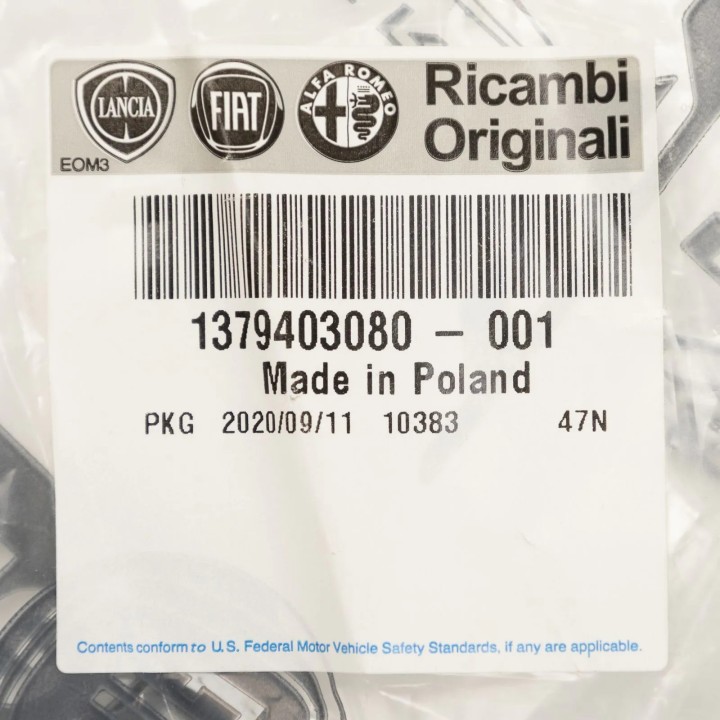 LANCIA FIAT ALFA ROMEO Ricambi
Originali
EOM3
1379403080 — 001
Made in Poland
PKG 2020/09/11 10383 47N
Contents conform to U.S. Federal Motor Vehicle Safety Standards, if any are applicable.